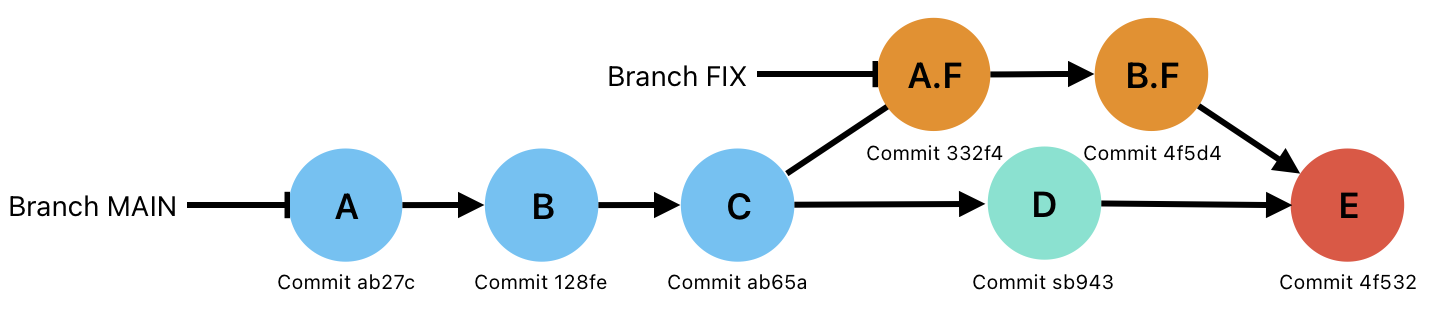 Branch FIX
A.F
B.F
Commit 332f4
Commit 4f5d4
Branch MAIN
A
B
C
D
E
Commit ab27c
Commit 128fe
Commit ab65a
Commit sb943
Commit 4f532